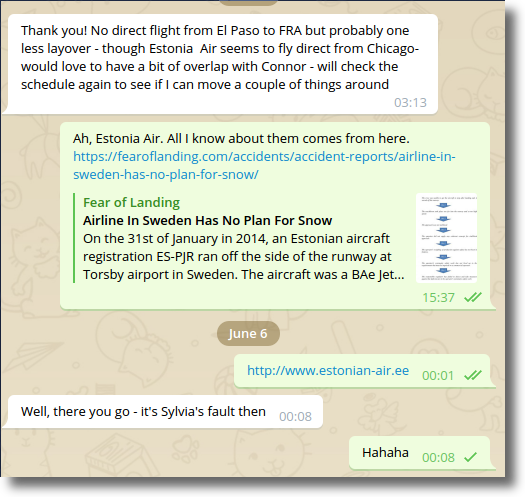 Thank you! No direct flight from El Paso to FRA but probably one
less layover - though Estonia  Air seems to fly direct from Chicago-
would love to have a bit of overlap with Connor - will check the
schedule again to see if I can move a couple of things around
03:13
Ah, Estonia Air. All I know about them comes from here.
https://fearoflanding.com/accidents/accident-reports/airline-in-
sweden-has-no-plan-for-snow/
Fear of Landing
Airline In Sweden Has No Plan For Snow
On the 31st of January in 2014, an Estonian aircraft
registration ES-PJR ran off the side of the runway at
Torsby airport in Sweden. The aircraft was a BAe Jet...
15:37
June 6
http://www.estonian-air.ee 00:01
Well, there you go - it's Sylvia's fault then 00:08
Hahaha 00:08